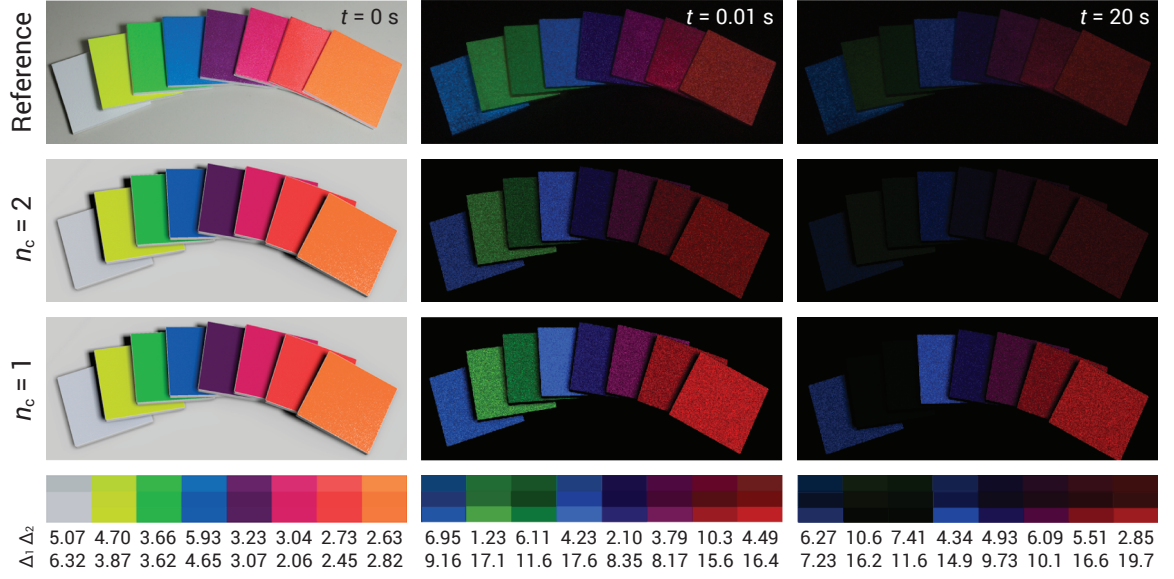 Reference
t = 0 s
t = 0.01 s
t = 20 s
n_c = 2
n_c = 1
Δ₁ Δ₂
5.07 4.70 3.66 5.93 3.23 3.04 2.73 2.63
6.32 3.87 3.62 4.65 3.07 2.06 2.45 2.82
6.95 1.23 6.11 4.23 2.10 3.79 10.3 4.49
9.16 17.1 11.6 17.6 8.35 8.17 15.6 16.4
6.27 10.6 7.41 4.34 4.93 6.09 5.51 2.85
7.23 16.2 11.6 14.9 9.73 10.1 16.6 19.7